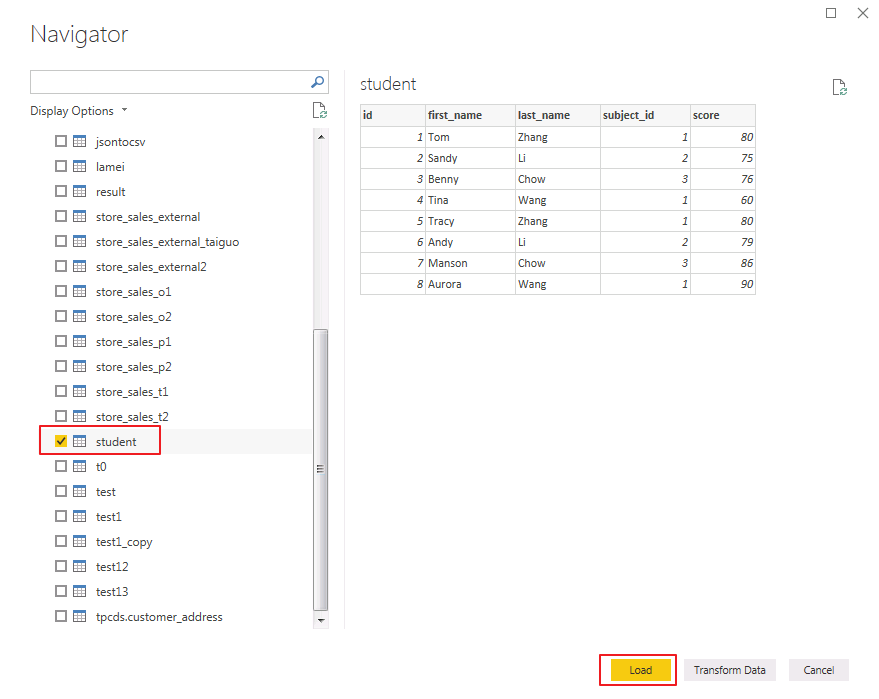 Navigator
Display Options
jsontocsv
lamei
result
store_sales_external
store_sales_external_taiguo
store_sales_external2
store_sales_o1
store_sales_o2
store_sales_p1
store_sales_p2
store_sales_t1
store_sales_t2
student
t0
test
test1
test1_copy
test12
test13
tpcds.customer_address
student
id first_name last_name subject_id score
1 Tom Zhang 1 80
2 Sandy Li 2 75
3 Benny Chow 3 76
4 Tina Wang 1 60
5 Tracy Zhang 1 80
6 Andy Li 2 79
7 Manson Chow 3 86
8 Aurora Wang 1 90
Load Transform Data Cancel